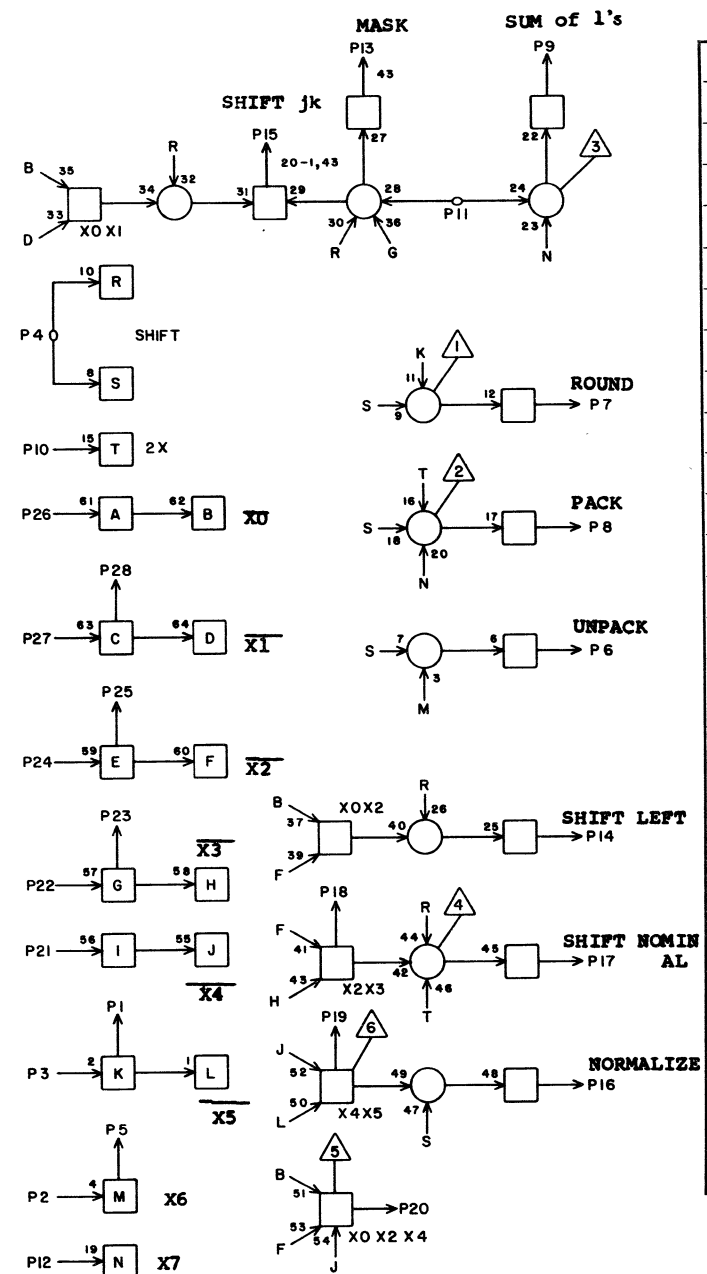 MASK
SUM of 1's
P13
P9
43
SHIFT jk
27
22
3
P15
20-1,43
R
B 35
34 32
31 29
28
24
33
X0 X1
D
30 36
P11
23
R G
N
10 R
P4
SHIFT
8 S
K
1
11
S 9
12
ROUND
P7
P10 15 T 2X
T
2
16
P26 61 A 62 B X0
S 18
20
17
PACK
P8
N
P28
P27 63 C 64 D X1
S 7
3
6
UNPACK
P6
M
P25
P24 59 E 60 F X2
B
37
X0X2
R
26
40
25
SHIFT LEFT
P14
39
F
P23
X3
P22 57 G 58 H
P18
F
41
R
4
44
P21 56 I 55 J
X4
43
H
X2X3
42
46
T
45
SHIFT NOMIN
AL
P17
P1
P19
6
J
52
P3 2 K 1 L
X5
50
L
X4X5
49
47
S
48
NORMALIZE
P16
P5
5
P2 4 M X6
B
51
P20
53
F
54
J
X0 X2 X4
P12 19 N X7